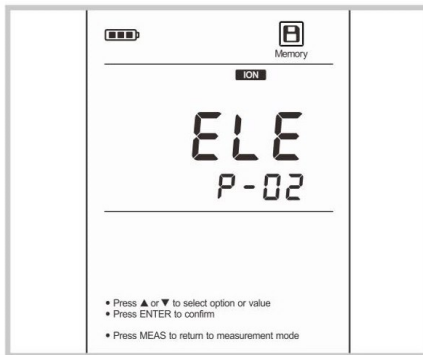 Memory
ION
ELE
P-02
• Press ▲ or ▼ to select option or value
• Press ENTER to confirm
• Press MEAS to return to measurement mode